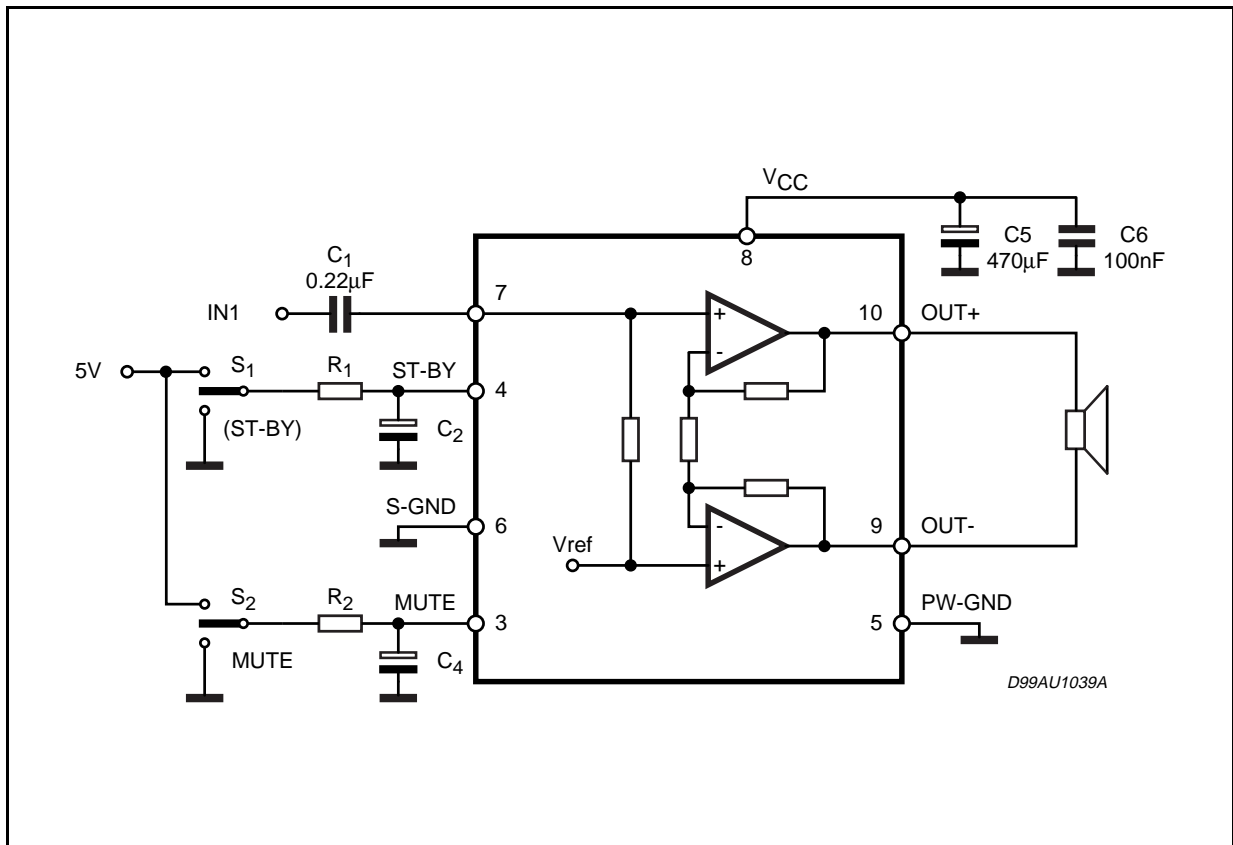 VCC
8
C5
470μF
C6
100nF
C1
0.22μF
IN1
7
+
-
10
OUT+
5V
S1
R1
ST-BY
4
(ST-BY)
C2
S-GND
6
Vref
-
+
9
OUT-
S2
R2
MUTE
3
MUTE
C4
PW-GND
5
D99AU1039A